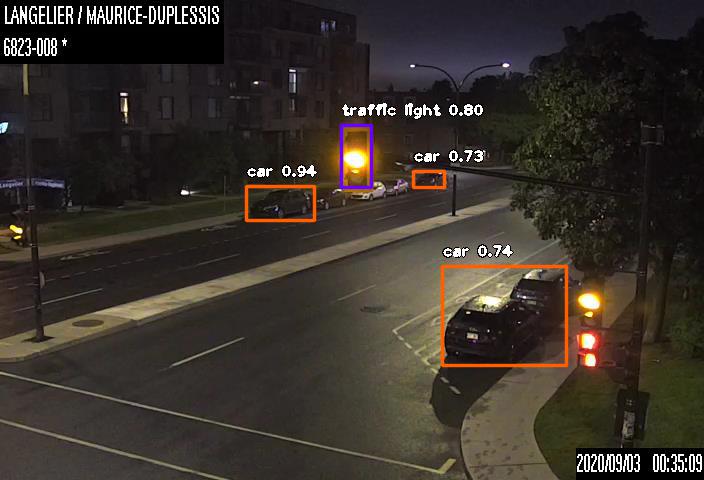 LANGELIER / MAURICE-DUPLESSIS
6823-008 *
traffic light 0.80
car 0.73
car 0.94
car 0.74
2020/09/03 00:35:09